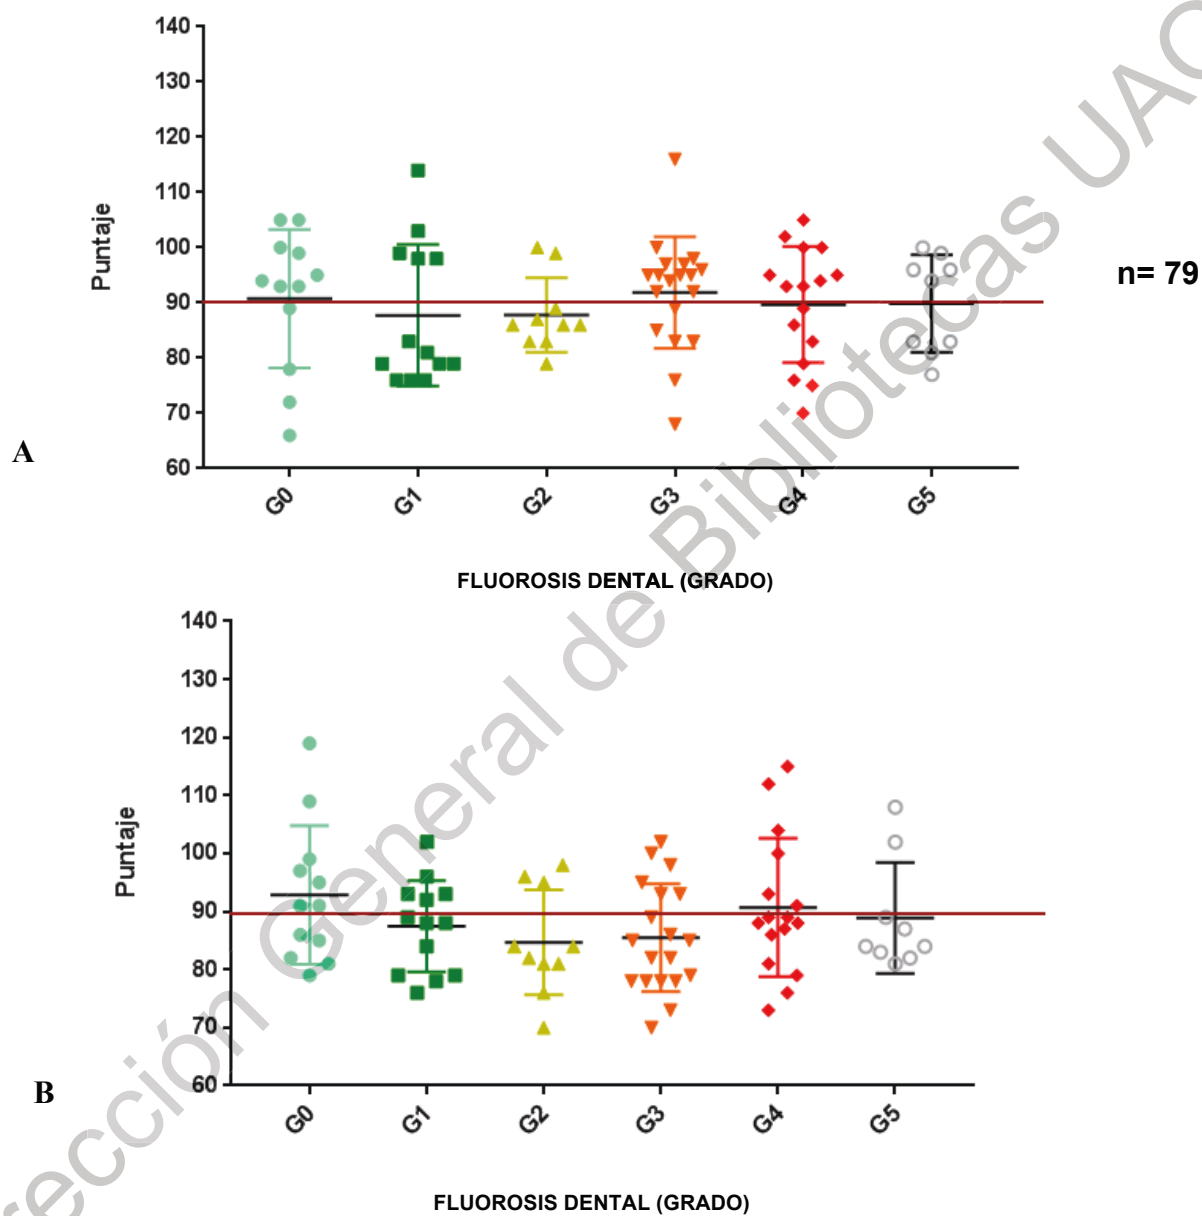 140
130
120
110
100
90
80
70
60
Puntaje
n= 79
A
G0 G1 G2 G3 G4 G5
FLUOROSIS DENTAL (GRADO)
140
130
120
110
100
90
80
70
60
Puntaje
B
G0 G1 G2 G3 G4 G5
FLUOROSIS DENTAL (GRADO)
rección General de Bibliotecas UAQ